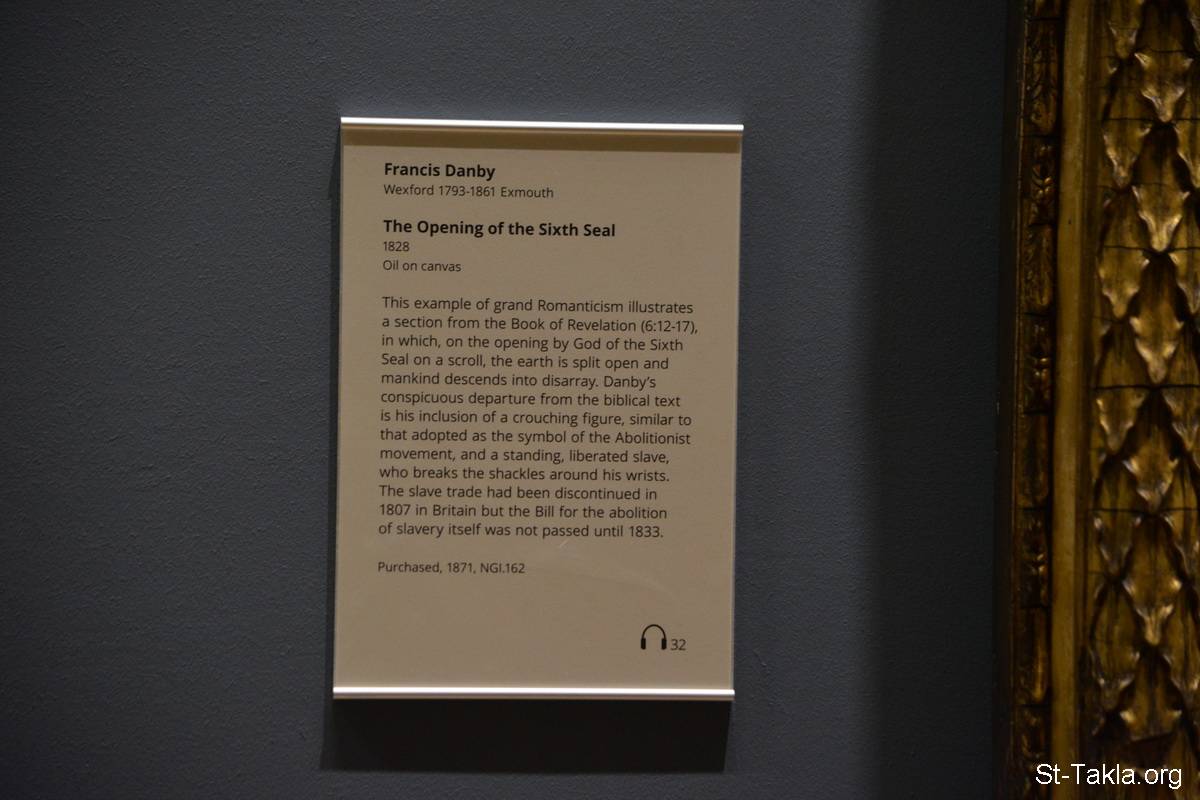 Francis Danby
Wexford 1793-1861 Exmouth
The Opening of the Sixth Seal
1828
Oil on canvas
This example of grand Romanticism illustrates
a section from the Book of Revelation (6:12-17),
in which, on the opening by God of the Sixth
Seal on a scroll, the earth is split open and
mankind descends into disarray. Danby's
conspicuous departure from the biblical text
is his inclusion of a crouching figure, similar to
that adopted as the symbol of the Abolitionist
movement, and a standing, liberated slave,
who breaks the shackles around his wrists.
The slave trade had been discontinued in
1807 in Britain but the Bill for the abolition
of slavery itself was not passed until 1833.
Purchased, 1871, NGI.162
32
St-Takla.org